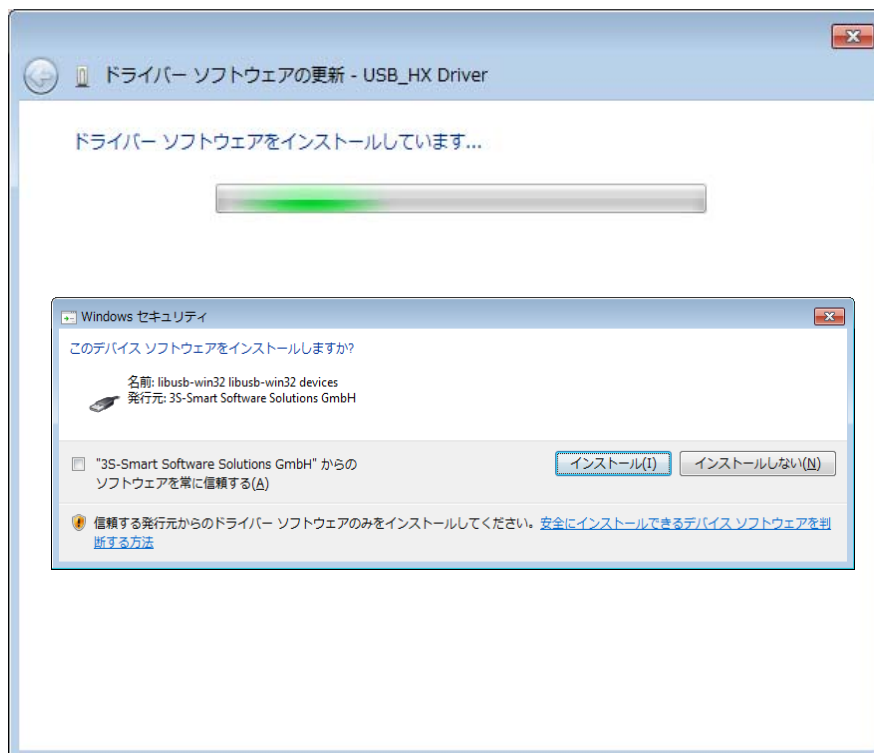 ドライバー ソフトウェアの更新 - USB_HX Driver
ドライバー ソフトウェアをインストールしています...
Windows セキュリティ
このデバイス ソフトウェアをインストールしますか?
名前: libusb-win32 libusb-win32 devices
発行元: 3S-Smart Software Solutions GmbH
"3S-Smart Software Solutions GmbH" からの
ソフトウェアを常に信頼する(A)
インストール(I)
インストールしない(N)
信頼する発行元からのドライバー ソフトウェアのみをインストールしてください。安全にインストールできるデバイス ソフトウェアを判
断する方法